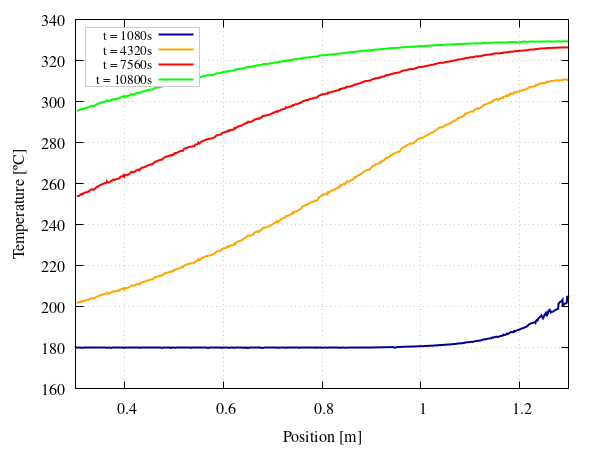 340
320
300
280
260
240
220
200
180
160
Temperature [ºC]
t = 1080s
t = 4320s
t = 7560s
t = 10800s
0.4 0.6 0.8 1 1.2
Position [m]